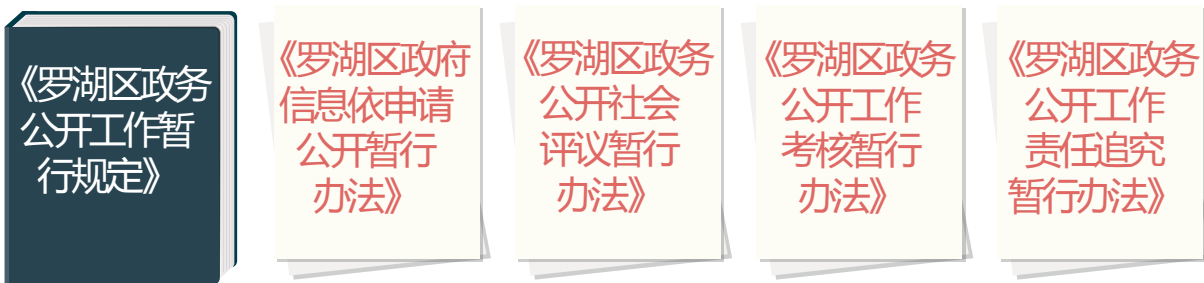 《罗湖区政务
公开工作暂
行规定》
《罗湖区政府
信息依申请
公开暂行
办法》
《罗湖区政务
公开社会
评议暂行
办法》
《罗湖区政务
公开工作
考核暂行
办法》
《罗湖区政务
公开工作
责任追究
暂行办法》